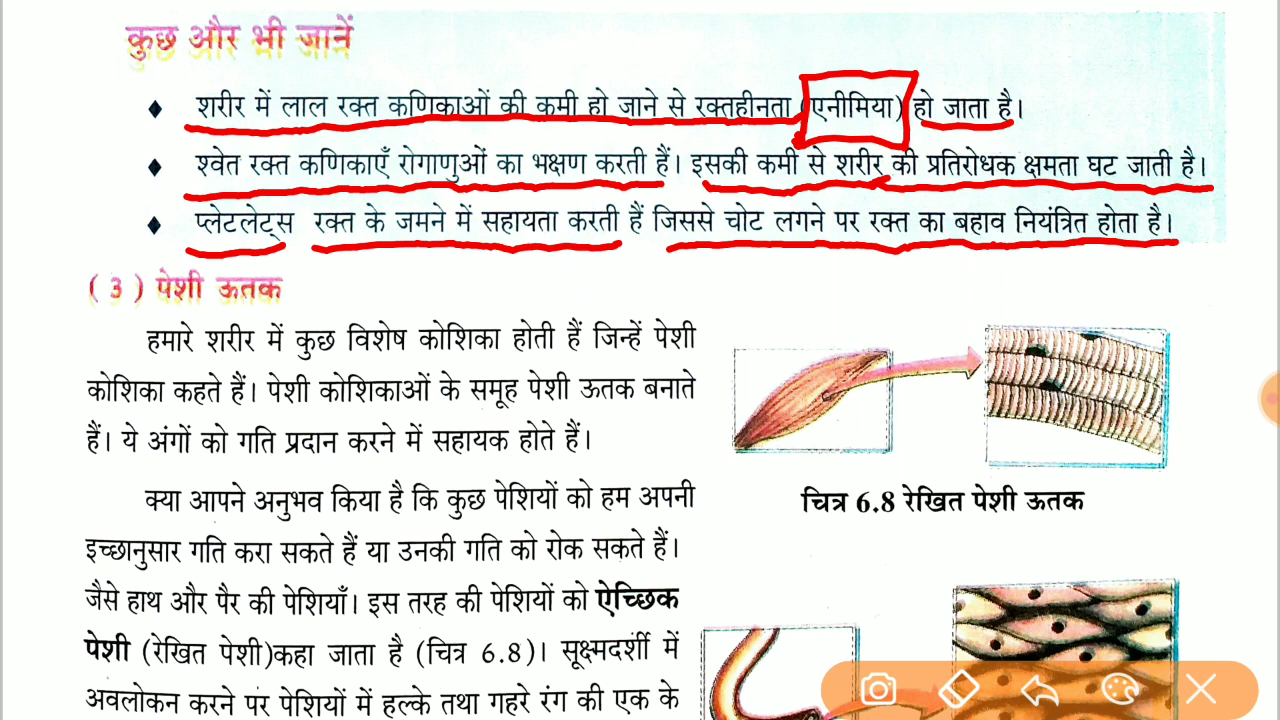 कुछ और भी जानें
♦ शरीर में लाल रक्त कणिकाओं की कमी हो जाने से रक्तहीनता (एनीमिया) हो जाता है।
♦ श्वेत रक्त कणिकाएँ रोगाणुओं का भक्षण करती हैं। इसकी कमी से शरीर की प्रतिरोधक क्षमता घट जाती है।
♦ प्लेटलेट्स रक्त के जमने में सहायता करती हैं जिससे चोट लगने पर रक्त का बहाव नियंत्रित होता है।
( 3 ) पेशी ऊतक
हमारे शरीर में कुछ विशेष कोशिका होती हैं जिन्हें पेशी
कोशिका कहते हैं। पेशी कोशिकाओं के समूह पेशी ऊतक बनाते
हैं। ये अंगों को गति प्रदान करने में सहायक होते हैं।
क्या आपने अनुभव किया है कि कुछ पेशियों को हम अपनी
इच्छानुसार गति करा सकते हैं या उनकी गति को रोक सकते हैं।
जैसे हाथ और पैर की पेशियाँ। इस तरह की पेशियों को ऐच्छिक
पेशी (रेखित पेशी)कहा जाता है (चित्र 6.8)। सूक्ष्मदर्शी में
अवलोकन करने पर पेशियों में हल्के तथा गहरे रंग की एक के
चित्र 6.8 रेखित पेशी ऊतक